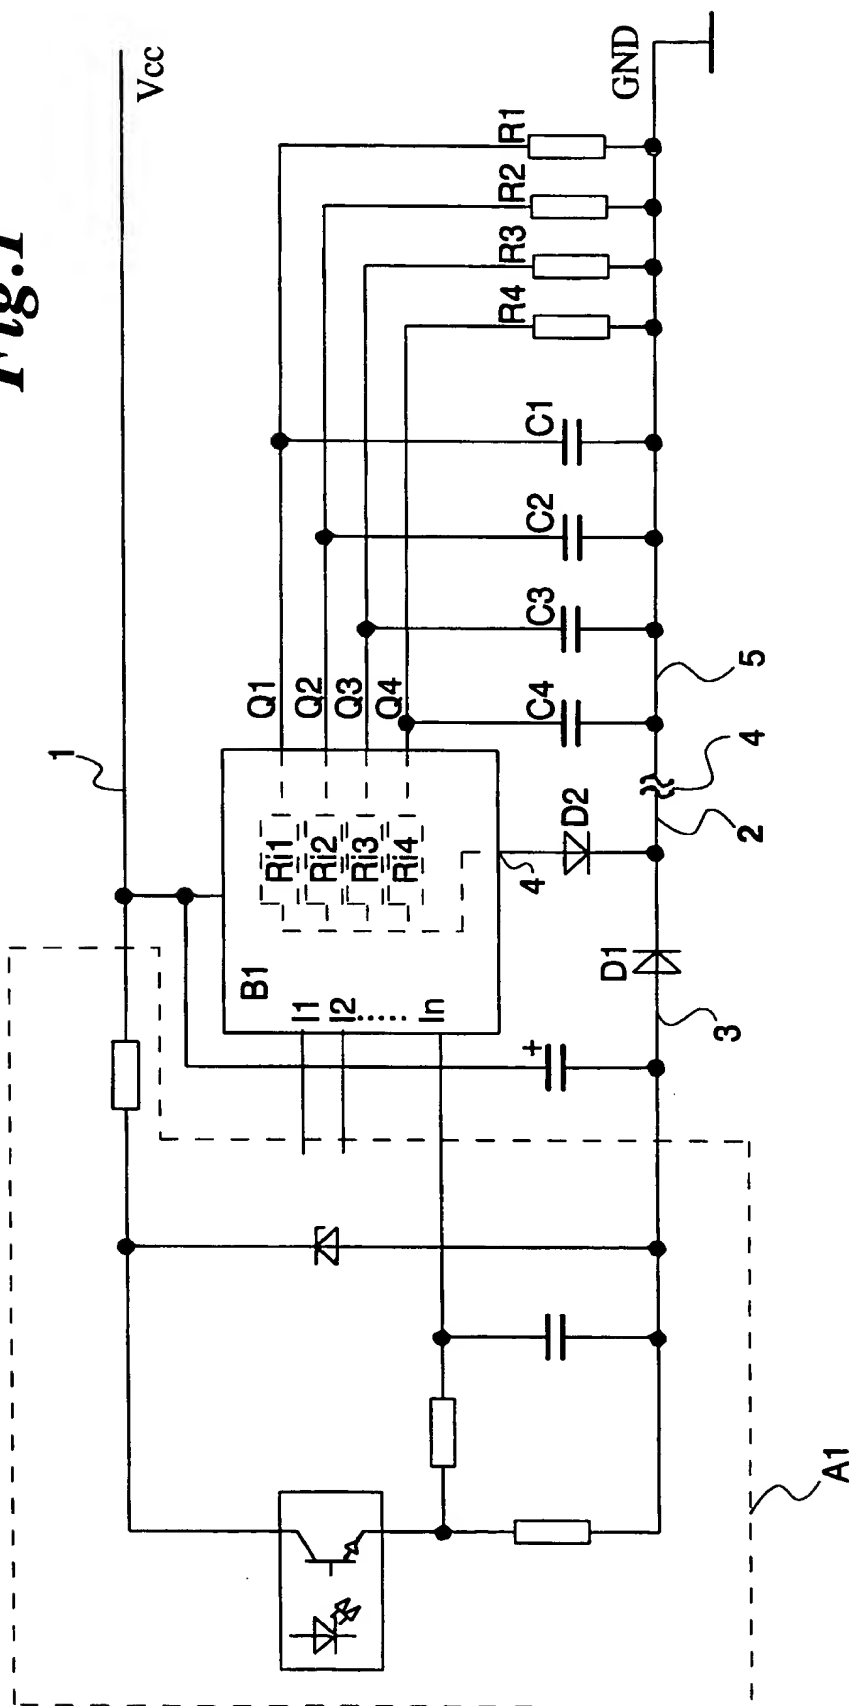 Fig.1
Vcc
GND
R1
R2
R3
R4
C1
C2
C3
C4
Q1
Q2
Q3
Q4
1
5
4
2
D2
4
Ri1
Ri2
Ri3
Ri4
B1
I1
I2
.....
In
D1
3
+
A1